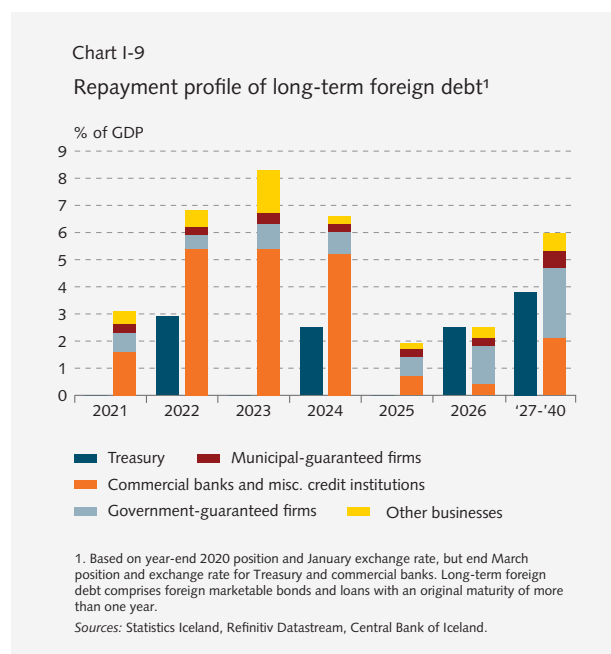 Chart I-9
Repayment profile of long-term foreign debt¹
% of GDP
9
8
7
6
5
4
3
2
1
0
2021 2022 2023 2024 2025 2026 '27-'40
Treasury Municipal-guaranteed firms
Commercial banks and misc. credit institutions
Government-guaranteed firms Other businesses
1. Based on year-end 2020 position and January exchange rate, but end March
position and exchange rate for Treasury and commercial banks. Long-term foreign
debt comprises foreign marketable bonds and loans with an original maturity of more
than one year.
Sources: Statistics Iceland, Refinitiv Datastream, Central Bank of Iceland.